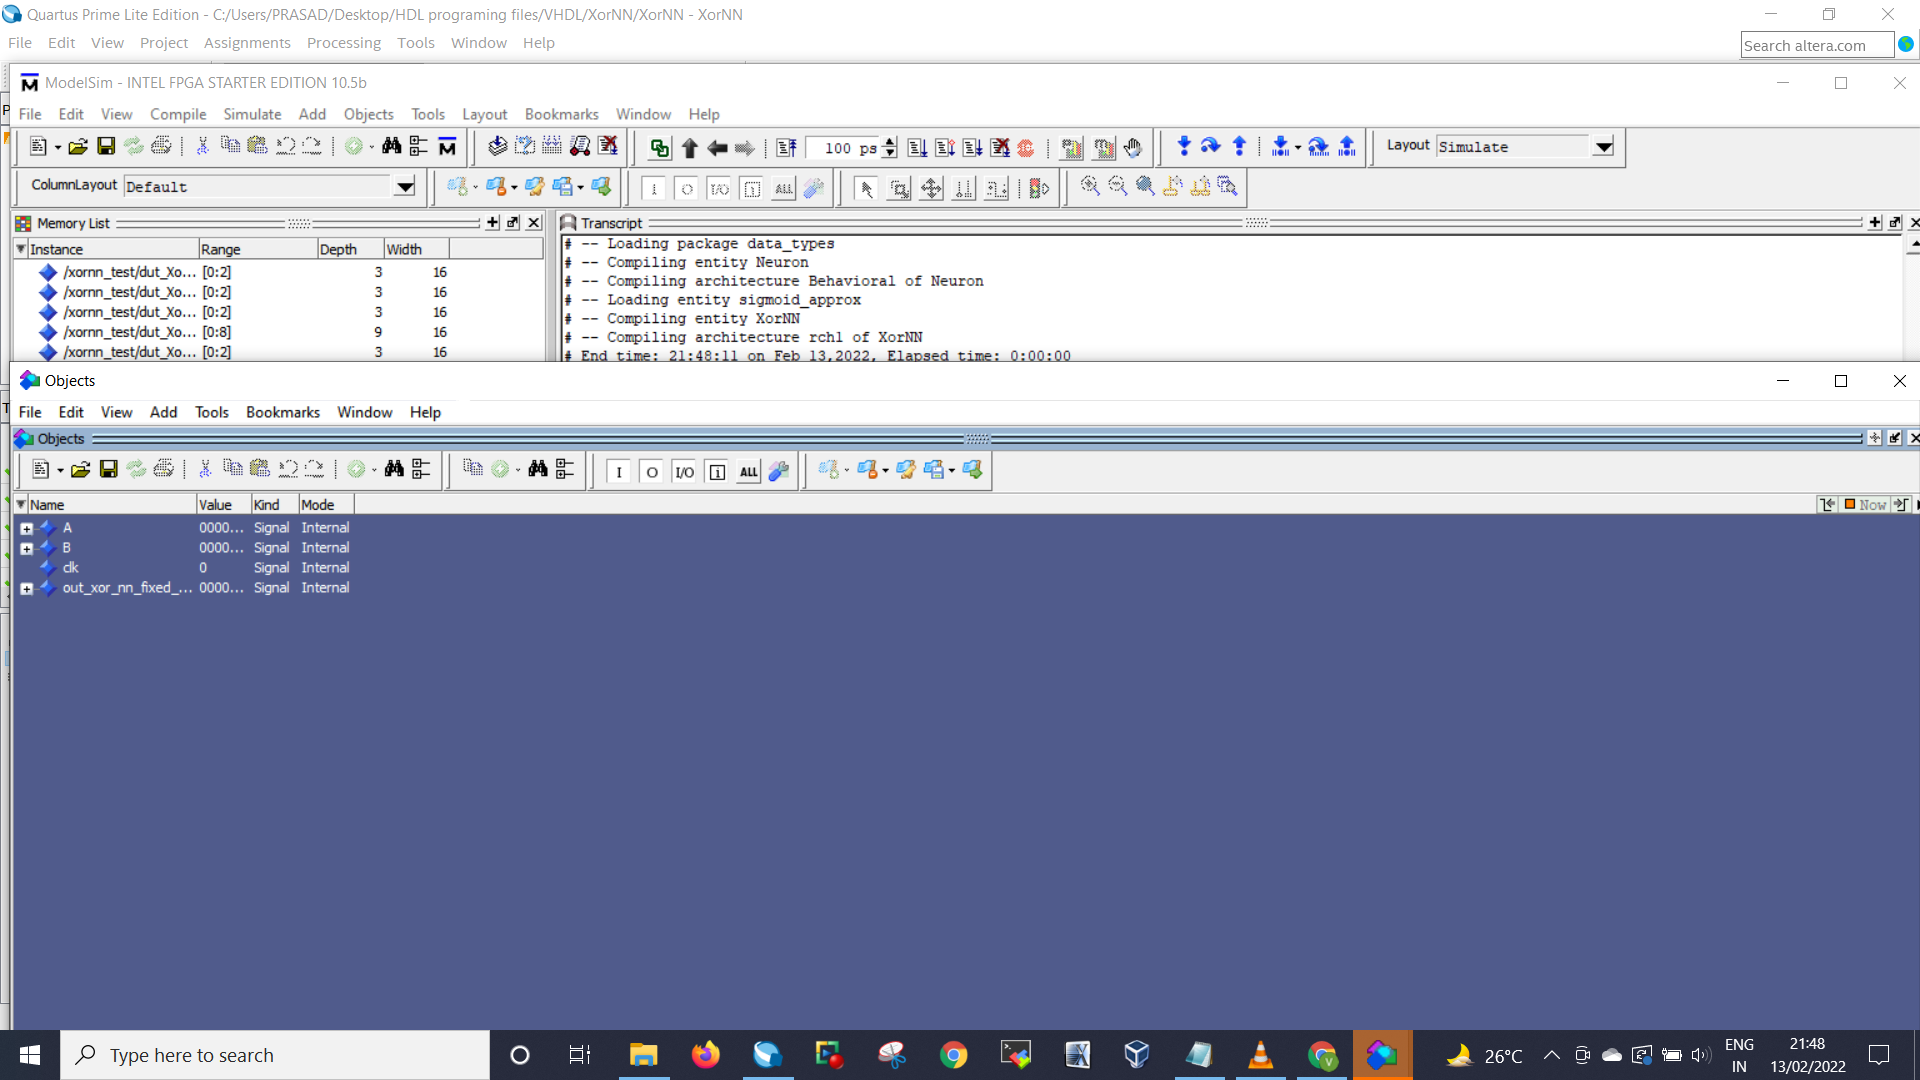 Quartus Prime Lite Edition - C:/Users/PRASAD/Desktop/HDL programing files/VHDL/XorNN/XorNN - XorNN
File Edit View Project Assignments Processing Tools Window Help
Search altera.com
ModelSim - INTEL FPGA STARTER EDITION 10.5b
File Edit View Compile Simulate Add Objects Tools Layout Bookmarks Window Help
100 ps
Layout Simulate
ColumnLayout Default
I O I/O ALL
Memory List
Transcript
Instance Range Depth Width
/xornn_test/dut_Xo... [0:2] 3 16
/xornn_test/dut_Xo... [0:2] 3 16
/xornn_test/dut_Xo... [0:2] 3 16
/xornn_test/dut_Xo... [0:8] 9 16
/xornn_test/dut_Xo... [0:2] 3 16
# -- Loading package data_types
# -- Compiling entity Neuron
# -- Compiling architecture Behavioral of Neuron
# -- Loading entity sigmoid_approx
# -- Compiling entity XorNN
# -- Compiling architecture rchl of XorNN
# End time: 21:48:11 on Feb 13,2022, Elapsed time: 0:00:00
Objects
File Edit View Add Tools Bookmarks Window Help
Objects
I O I/O i ALL
Name Value Kind Mode
Now
A 0000... Signal Internal
B 0000... Signal Internal
clk 0 Signal Internal
out_xor_nn_fixed_... 0000... Signal Internal
Type here to search
26°C
ENG
IN
21:48
13/02/2022